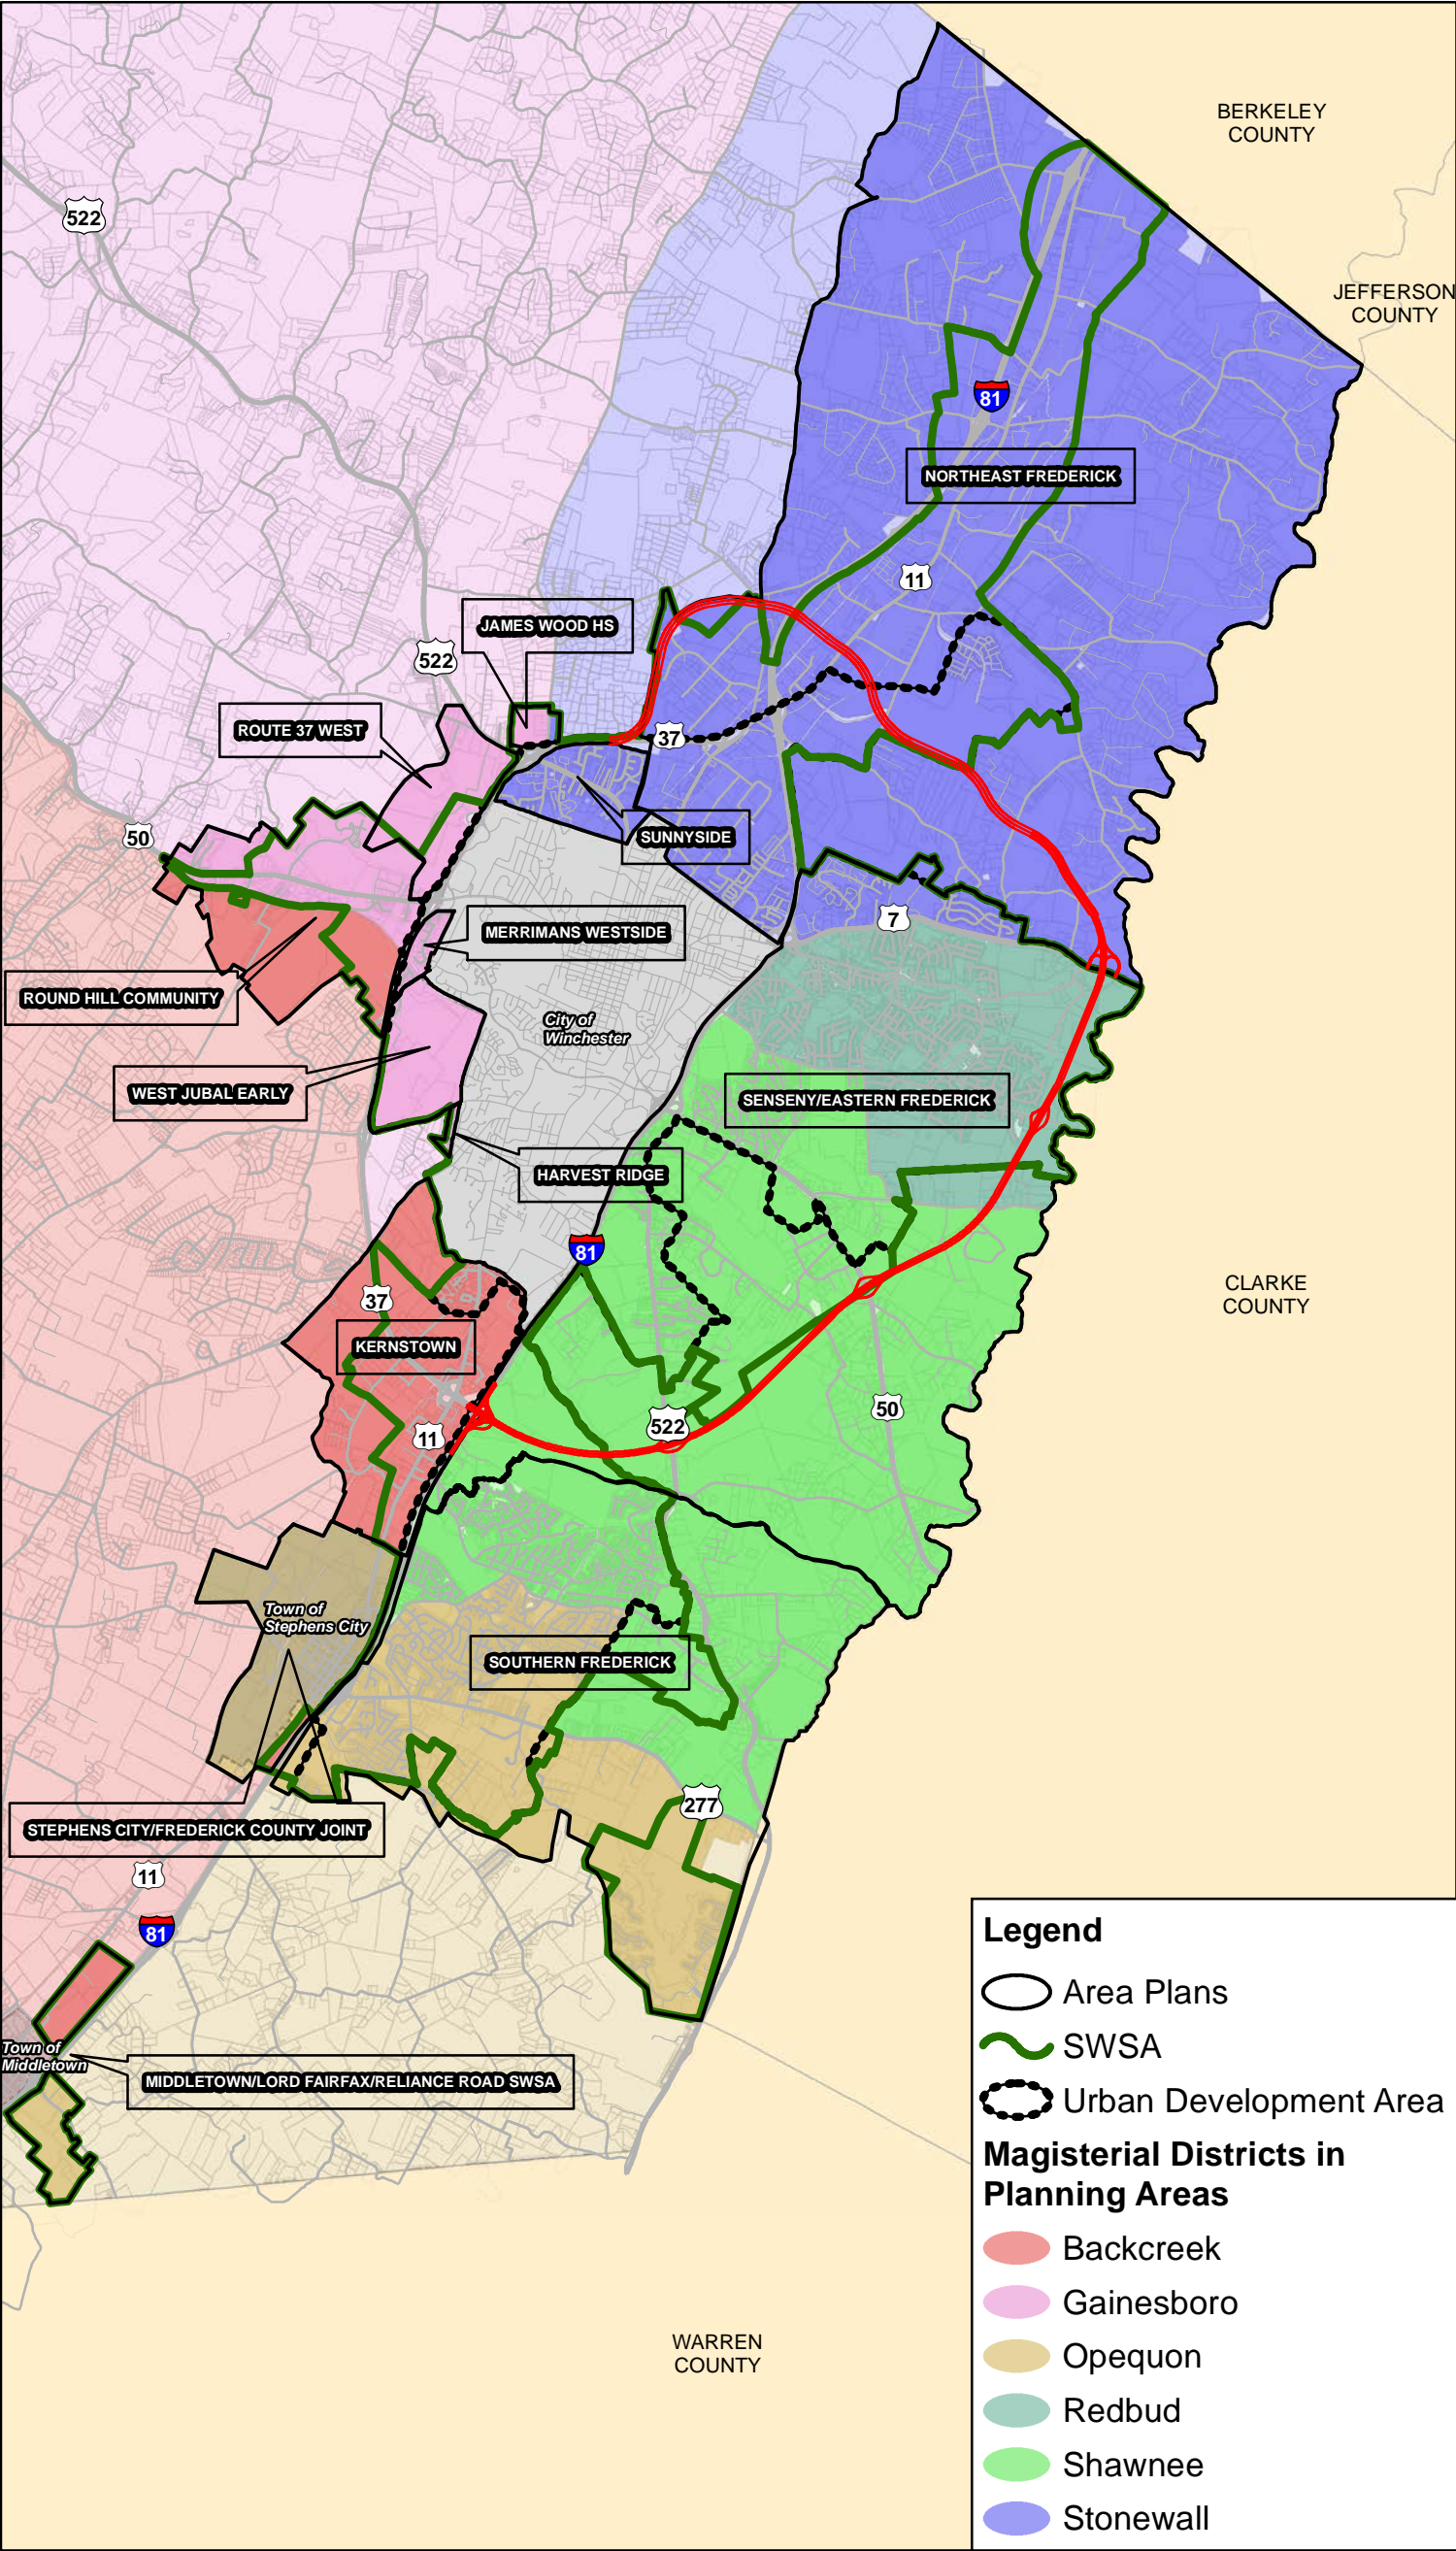 BERKELEY
COUNTY
522
JEFFERSON
COUNTY
81
NORTHEAST FREDERICK
11
JAMES WOOD HS
522
ROUTE 37 WEST
37
50
SUNNYSIDE
7
MERRIMANS WESTSIDE
ROUND HILL COMMUNITY
City of
Winchester
WEST JUBAL EARLY
SENSENY/EASTERN FREDERICK
HARVEST RIDGE
81
CLARKE
COUNTY
37
KERNSTOWN
50
522
11
Town of
Stephens City
SOUTHERN FREDERICK
277
STEPHENS CITY/FREDERICK COUNTY JOINT
11
81
Town of
Middletown
MIDDLETOWN/LORD FAIRFAX/RELIANCE ROAD SWSA
WARREN
COUNTY
Legend
Area Plans
SWSA
Urban Development Area
Magisterial Districts in
Planning Areas
Backcreek
Gainesboro
Opequon
Redbud
Shawnee
Stonewall